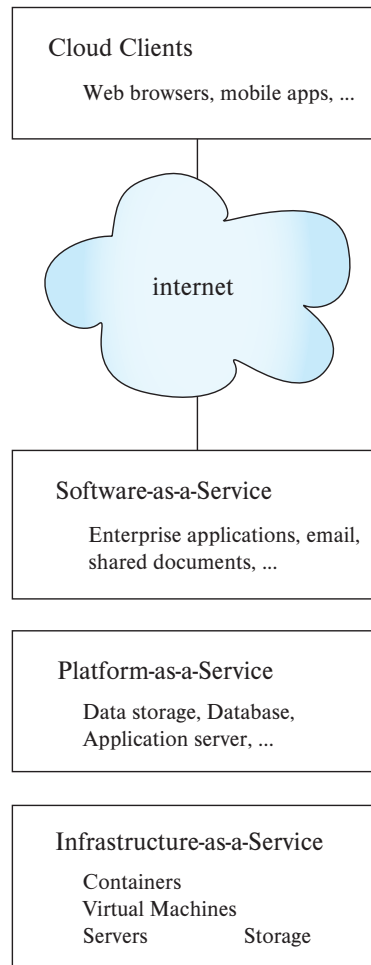 Cloud Clients
Web browsers, mobile apps, ...
internet
Software-as-a-Service
Enterprise applications, email,
shared documents, ...
Platform-as-a-Service
Data storage, Database,
Application server, ...
Infrastructure-as-a-Service
Containers
Virtual Machines
Servers Storage